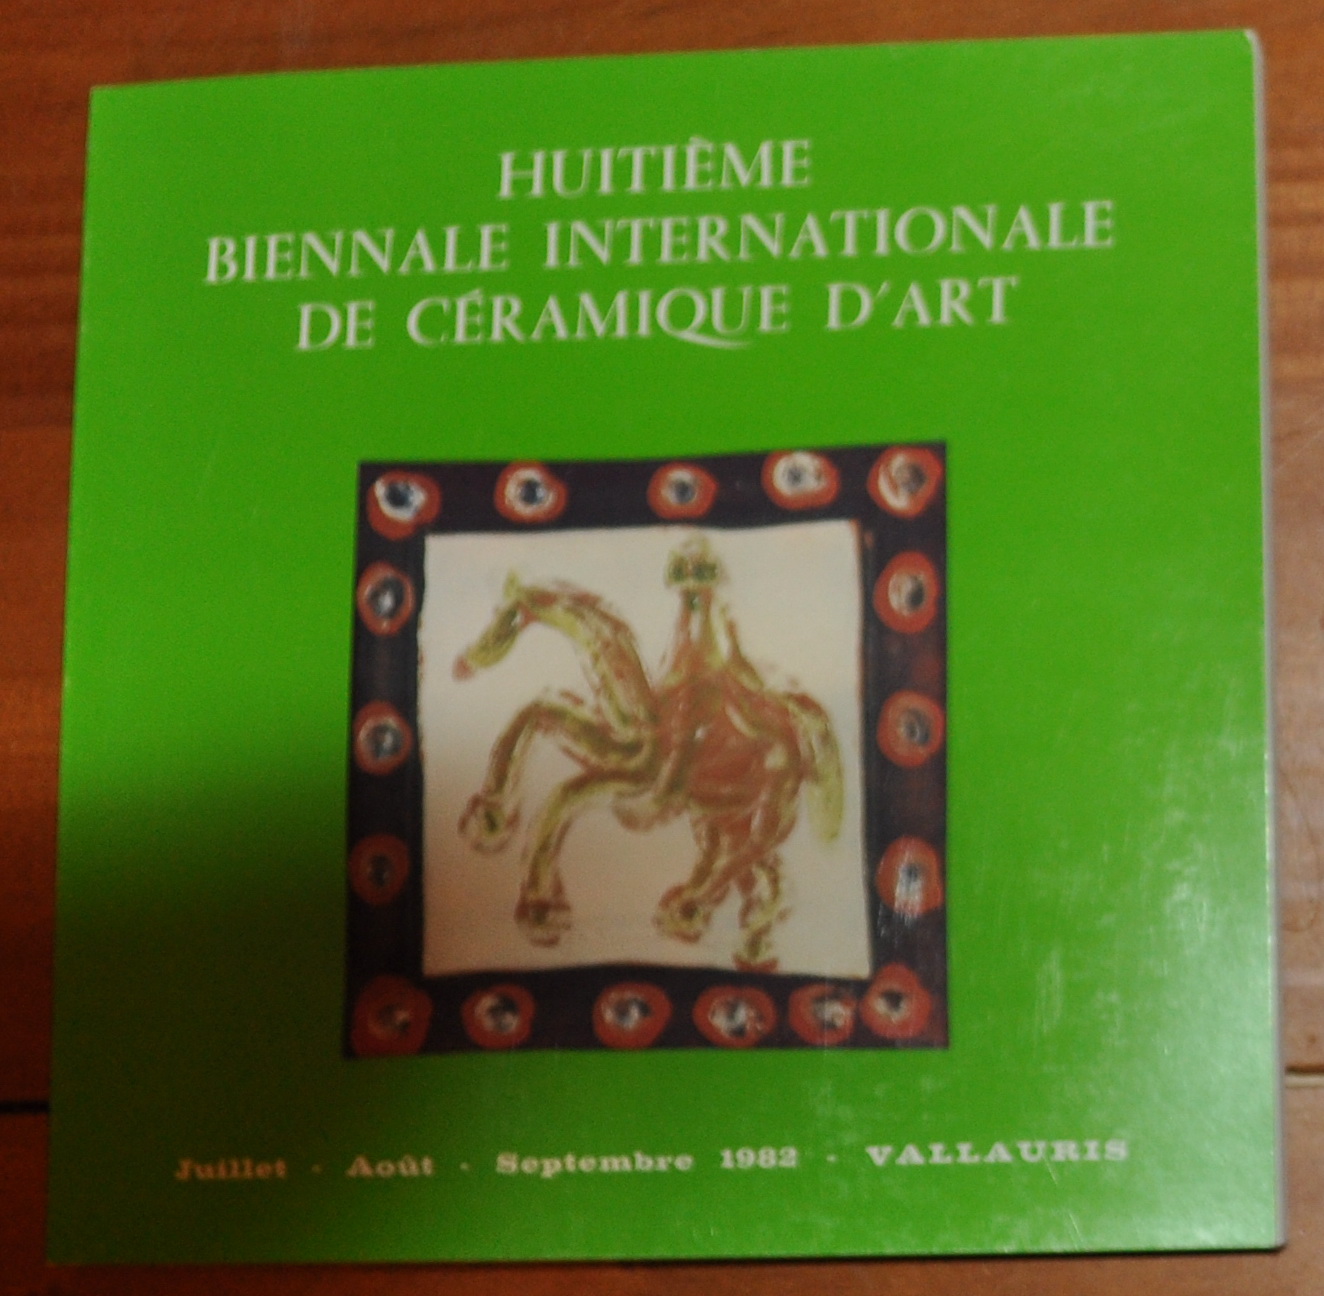 HUITIÈME
BIENNALE INTERNATIONALE
DE CÉRAMIQUE D'ART
Juillet - Août - Septembre 1982 - VALLAURIS